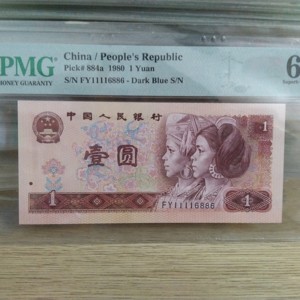 PMG
MONEY GUARANTY
China / People's Republic
Pick# 884a 1980 1 Yuan
S/N FY11116886 - Dark Blue S/N
6
中国人民银行
1
壹圆
FY11116886
1
1